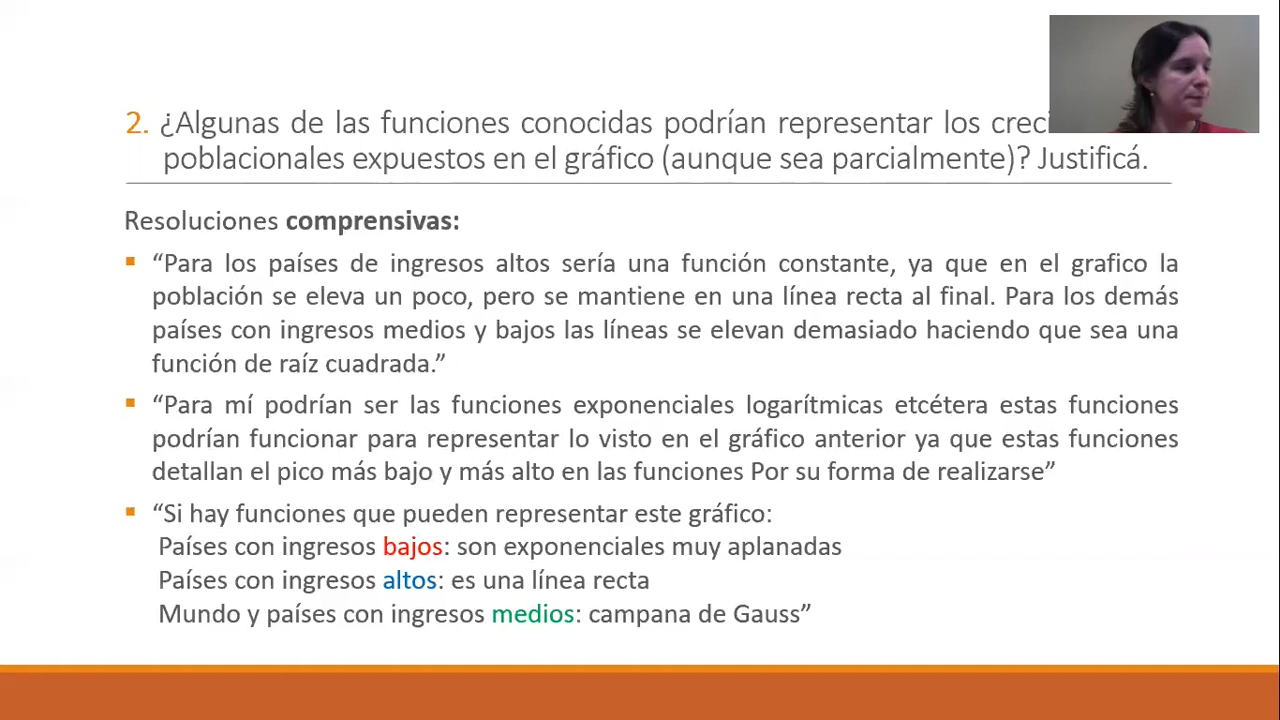 2. ¿Algunas de las funciones conocidas podrían representar los
poblacionales expuestos en el gráfico (aunque sea parcialmente)? Justificá.
Resoluciones comprensivas:
“Para los países de ingresos altos sería una función constante, ya que en el grafico la
población se eleva un poco, pero se mantiene en una línea recta al final. Para los demás
países con ingresos medios y bajos las líneas se elevan demasiado haciendo que sea una
función de raíz cuadrada.”
“Para mí podrían ser las funciones exponenciales logarítmicas etcétera estas funciones
podrían funcionar para representar lo visto en el gráfico anterior ya que estas funciones
detallan el pico más bajo y más alto en las funciones Por su forma de realizarse”
“Si hay funciones que pueden representar este gráfico:
Países con ingresos bajos: son exponenciales muy aplanadas
Países con ingresos altos: es una línea recta
Mundo y países con ingresos medios: campana de Gauss”